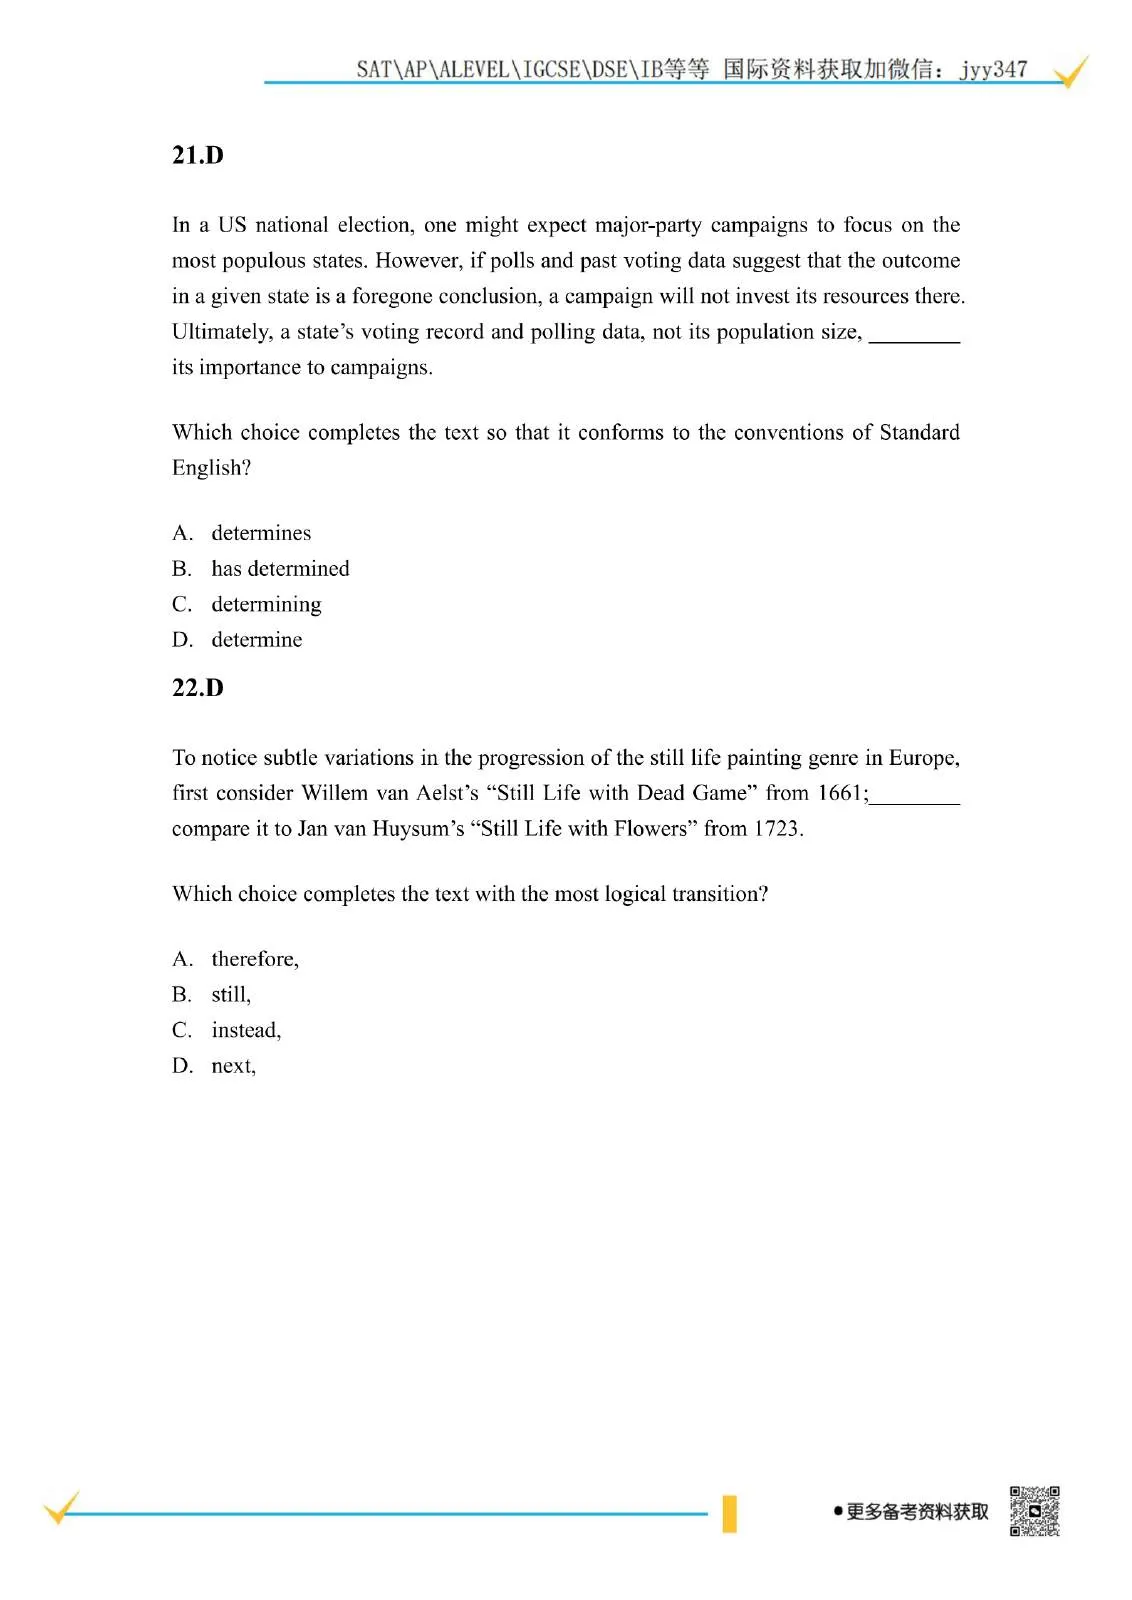 SAT\AP\ALEVEL\IGCSE\DSE\IB等等 国际资料获取加微信：jyy347
21.D
In a US national election, one might expect major-party campaigns to focus on the
most populous states. However, if polls and past voting data suggest that the outcome
in a given state is a foregone conclusion, a campaign will not invest its resources there.
Ultimately, a state’s voting record and polling data, not its population size, ________
its importance to campaigns.
Which choice completes the text so that it conforms to the conventions of Standard
English?
A. determines
B. has determined
C. determining
D. determine
22.D
To notice subtle variations in the progression of the still life painting genre in Europe,
first consider Willem van Aelst’s “Still Life with Dead Game” from 1661;________
compare it to Jan van Huysum’s “Still Life with Flowers” from 1723.
Which choice completes the text with the most logical transition?
A. therefore,
B. still,
C. instead,
D. next,
•更多备考资料获取